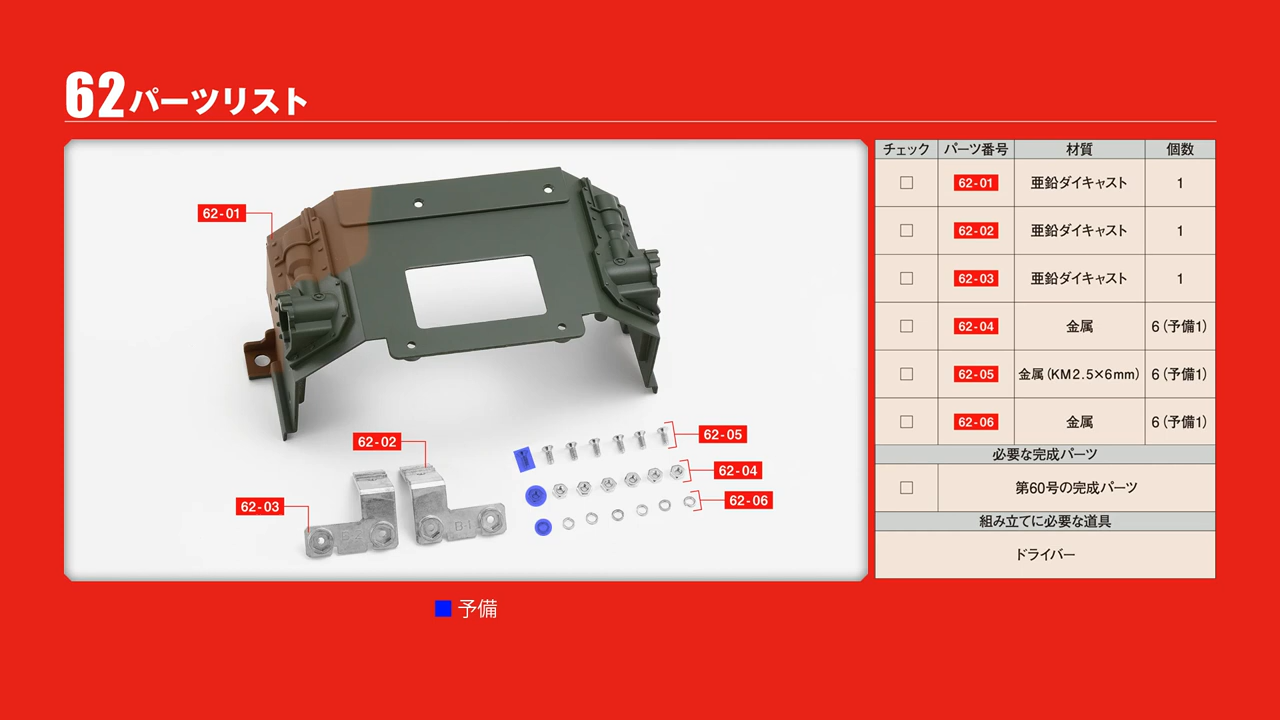 62パーツリスト
62-01
62-02
62-03
62-05
62-04
62-06
予備
チェック パーツ番号 材質 個数
□ 62-01 亜鉛ダイキャスト 1
□ 62-02 亜鉛ダイキャスト 1
□ 62-03 亜鉛ダイキャスト 1
□ 62-04 金属 6(予備1)
□ 62-05 金属(KM2.5×6mm) 6(予備1)
□ 62-06 金属 6(予備1)
必要な完成パーツ
□ 第60号の完成パーツ
組み立てに必要な道具
ドライバー